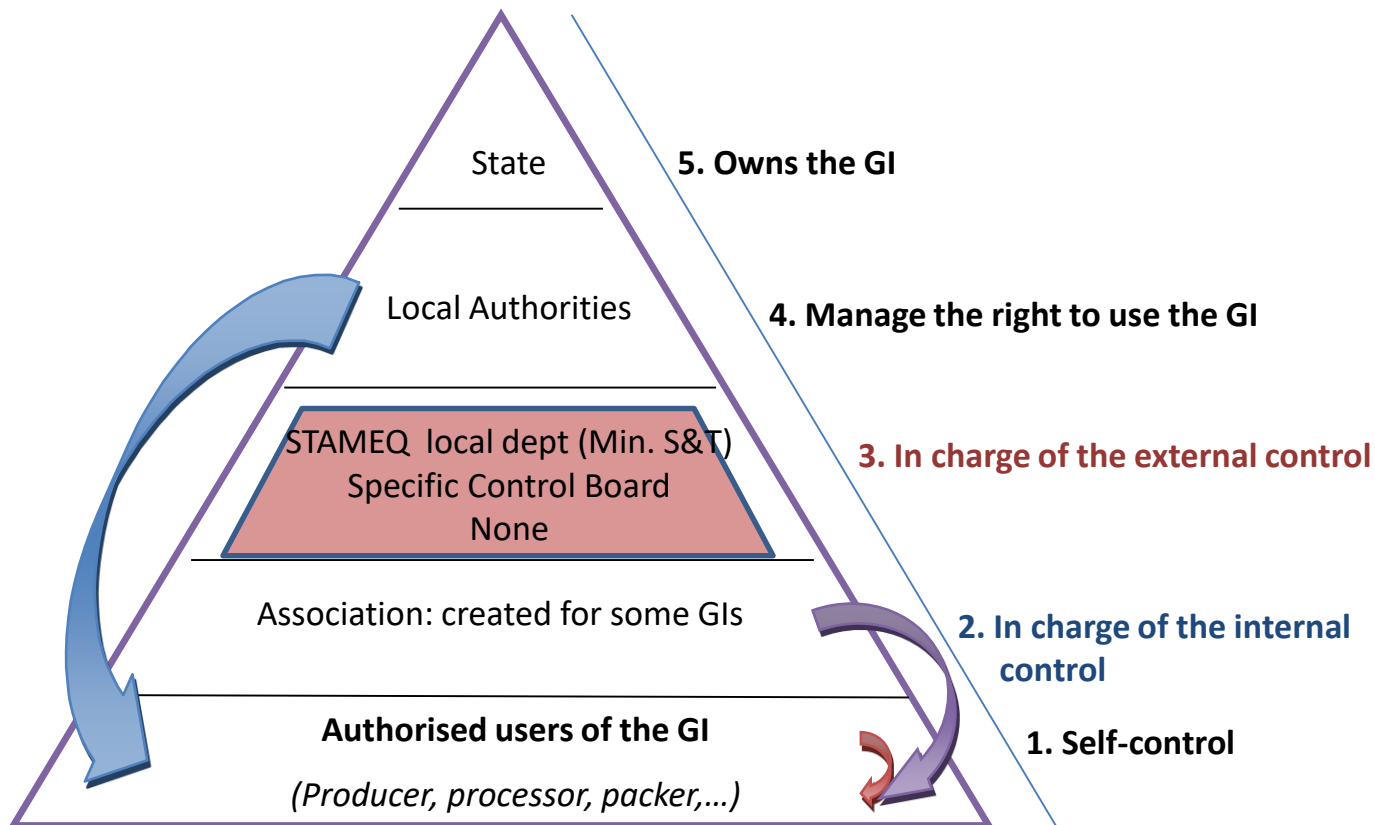 State
5. Owns the GI
Local Authorities
4. Manage the right to use the GI
STAMEQ local dept (Min. S&T)
Specific Control Board
None
3. In charge of the external control
Association: created for some GIs
2. In charge of the internal
control
Authorised users of the GI
1. Self-control
(Producer, processor, packer,...)